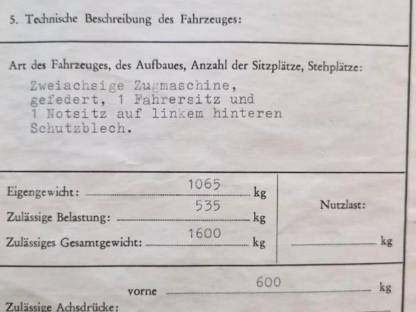 5. Technische Beschreibung des Fahrzeuges:
Art des Fahrzeuges, des Aufbaues, Anzahl der Sitzplätze, Stehplätze:
Zweiachsige Zugmaschine,
gefedert, 1 Fahrersitz und
1 Notsitz auf linkem hinteren
Schutzblech.
Eigengewicht: 1065 kg
Zulässige Belastung: 535 kg
Zulässiges Gesamtgewicht: 1600 kg
Nutzlast:
kg
vorne 600 kg
Zulässige Achsdrücke: